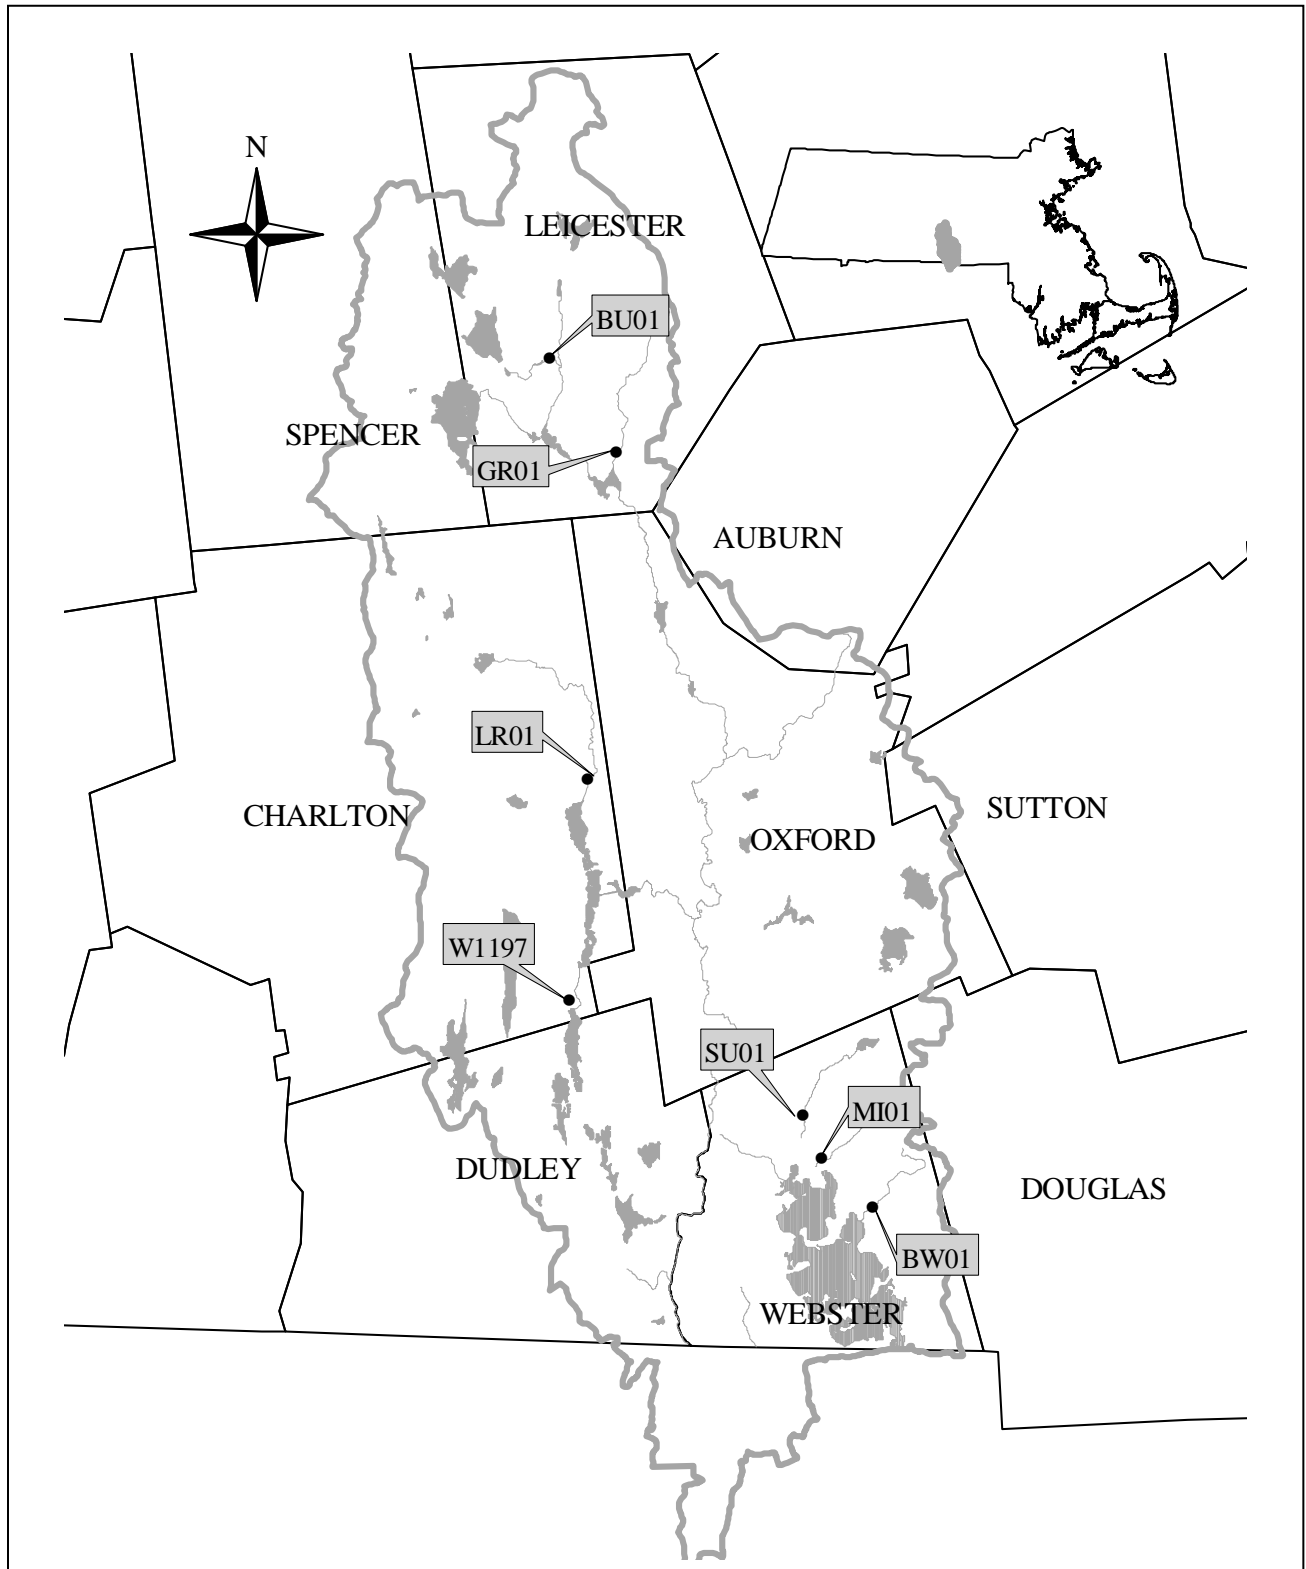 N
LEICESTER
BU01
SPENCER
GR01
AUBURN
LR01
CHARLTON
SUTTON
OXFORD
W1197
SU01
MI01
DUDLEY
DOUGLAS
BW01
WEBSTER